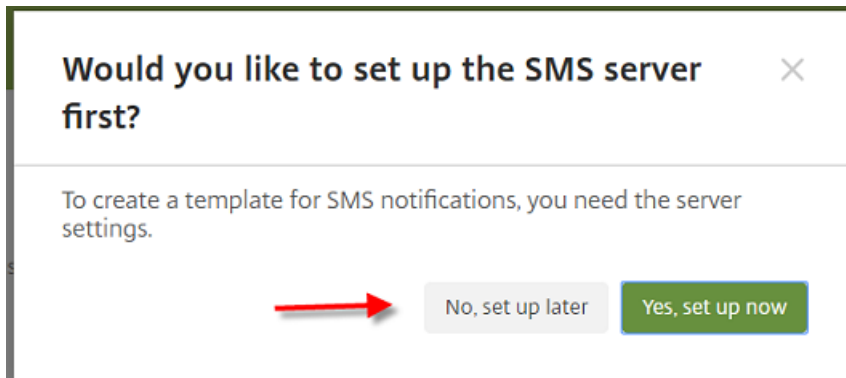 Would you like to set up the SMS server
first?
To create a template for SMS notifications, you need the server
settings.
No, set up later
Yes, set up now